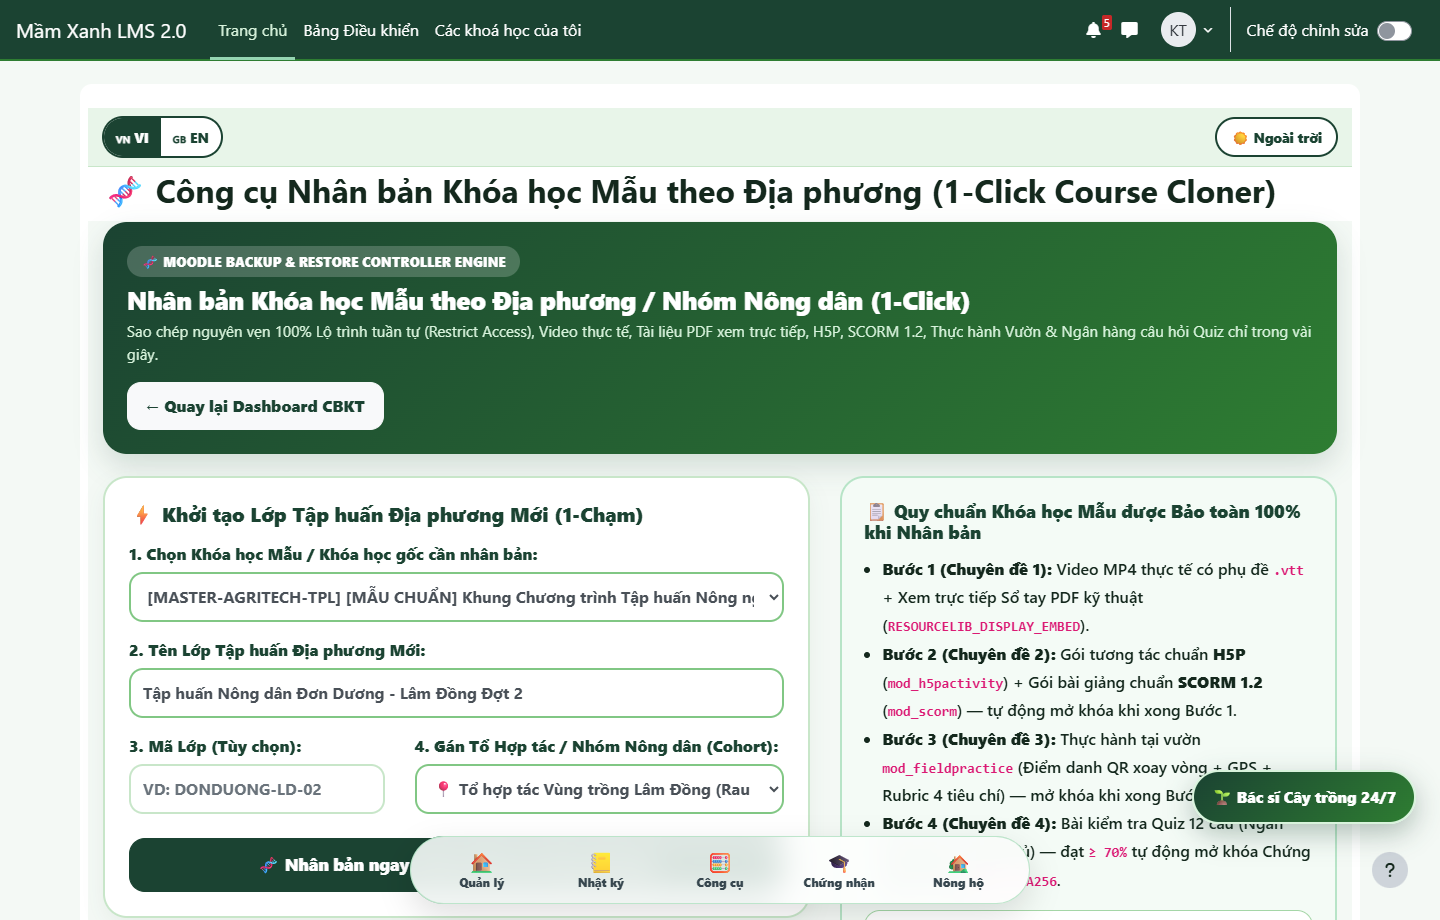 Mầm Xanh LMS 2.0
Trang chủ
Bảng Điều khiển
Các khoá học của tôi
5
KT
Chế độ chỉnh sửa
VN VI
GB EN
Ngoài trời
Công cụ Nhân bản Khóa học Mẫu theo Địa phương (1-Click Course Cloner)
MOODLE BACKUP & RESTORE CONTROLLER ENGINE
Nhân bản Khóa học Mẫu theo Địa phương / Nhóm Nông dân (1-Click)
Sao chép nguyên vẹn 100% Lộ trình tuần tự (Restrict Access), Video thực tế, Tài liệu PDF xem trực tiếp, H5P, SCORM 1.2, Thực hành Vườn & Ngân hàng câu hỏi Quiz chỉ trong vài
giây.
← Quay lại Dashboard CBKT
Khởi tạo Lớp Tập huấn Địa phương Mới (1-Chạm)
1. Chọn Khóa học Mẫu / Khóa học gốc cần nhân bản:
[MASTER-AGRITECH-TPL] [MẪU CHUẨN] Khung Chương trình Tập huấn Nông
2. Tên Lớp Tập huấn Địa phương Mới:
Tập huấn Nông dân Đơn Dương - Lâm Đồng Đợt 2
3. Mã Lớp (Tùy chọn):
VD: DONDUONG-LD-02
4. Gán Tổ Hợp tác / Nhóm Nông dân (Cohort):
Tổ hợp tác Vùng trồng Lâm Đồng (Rau
Nhân bản ngay
Quy chuẩn Khóa học Mẫu được Bảo toàn 100%
khi Nhân bản
Bước 1 (Chuyên đề 1): Video MP4 thực tế có phụ đề .vtt
+ Xem trực tiếp Sổ tay PDF kỹ thuật
(RESOURCELIB_DISPLAY_EMBED).
Bước 2 (Chuyên đề 2): Gói tương tác chuẩn H5P
(mod_h5pactivity) + Gói bài giảng chuẩn SCORM 1.2
(mod_scorm) — tự động mở khóa khi xong Bước 1.
Bước 3 (Chuyên đề 3): Thực hành tại vườn
mod_fieldpractice (Điểm danh QR xoay vòng + GPS +
Rubric 4 tiêu chí) — mở khóa khi xong
Bước 4 (Chuyên đề 4): Bài kiểm tra Quiz 12 câu
— đạt ≥ 70% tự động mở khóa Chứng
A256.
Bác sĩ Cây trồng 24/7
?
Quản lý
Nhật ký
Công cụ
Chứng nhận
Nông hộ